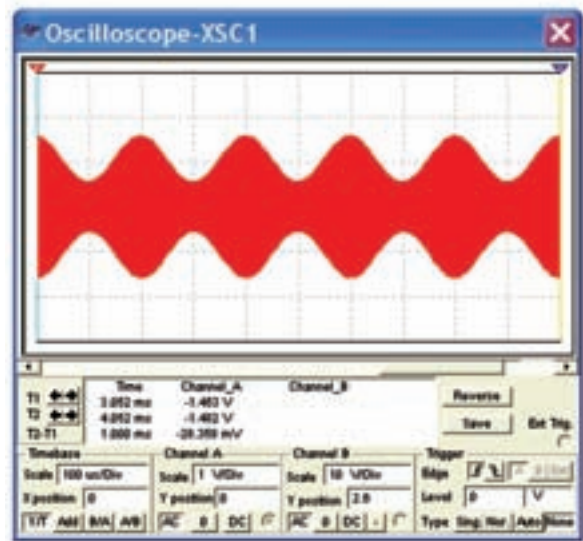 Oscilloscope-XSC1
Time Channel_A Channel_B
T1 3.052 ms -1.463 V
T2 4.052 ms -1.482 V
T2-T1 1.000 ms
Reverse
Save
Ext Trig.
Timebase Channel A Channel B Trigger
Scale 100 us/Div Scale 1 V/Div Scale 10 V/Div Edge
X position 0 Y position 0 Y position Level 0 V
Y/T Add B/A A/B AC 0 DC AC 0 DC - Type Sing. Nor. Auto None